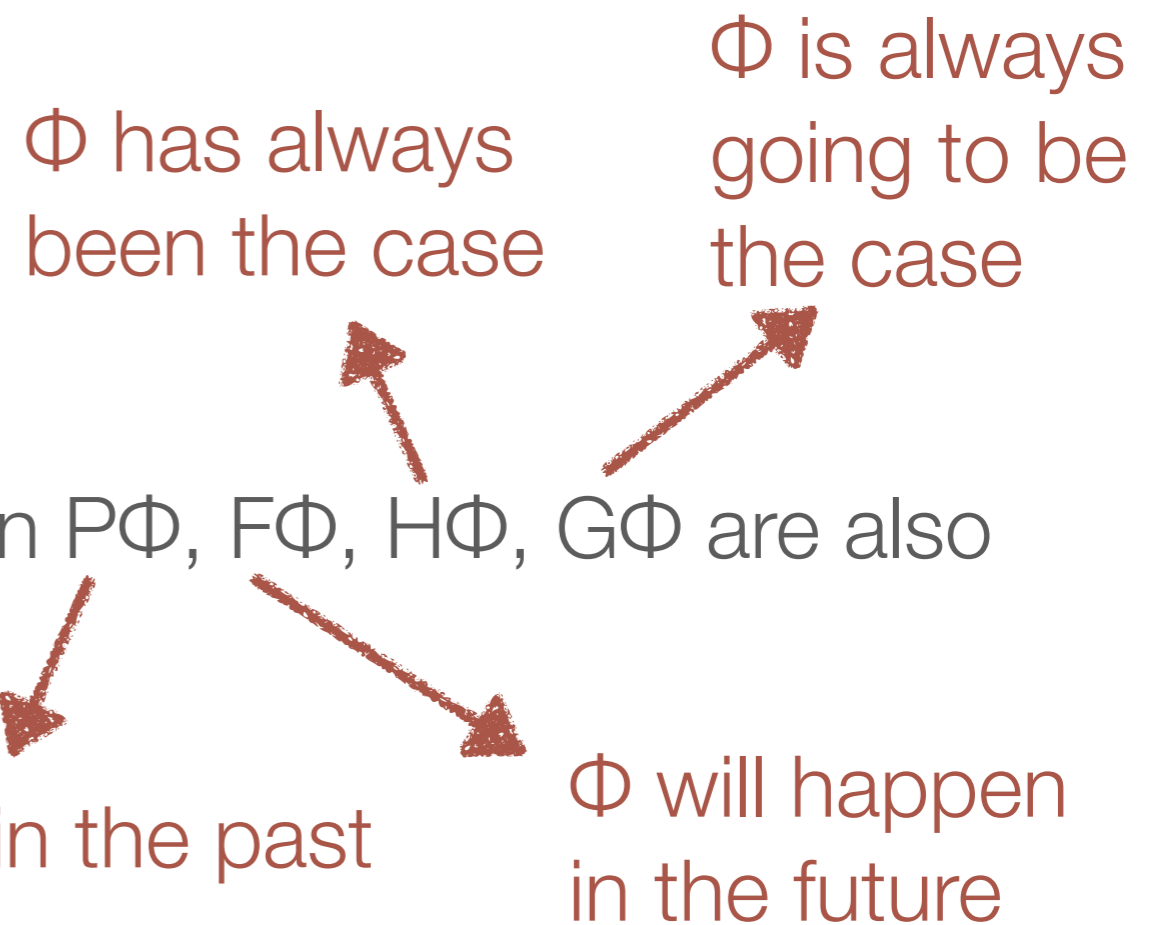 Φ is always
going to be
the case
Φ has always
been the case
n PΦ, FΦ, HΦ, GΦ are also
in the past
Φ will happen
in the future